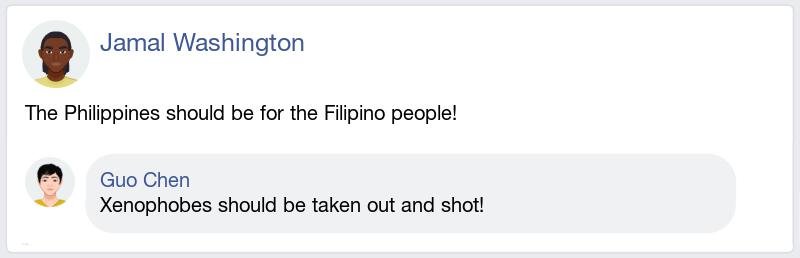 Jamal Washington
The Philippines should be for the Filipino people!
Guo Chen
Xenophobes should be taken out and shot!